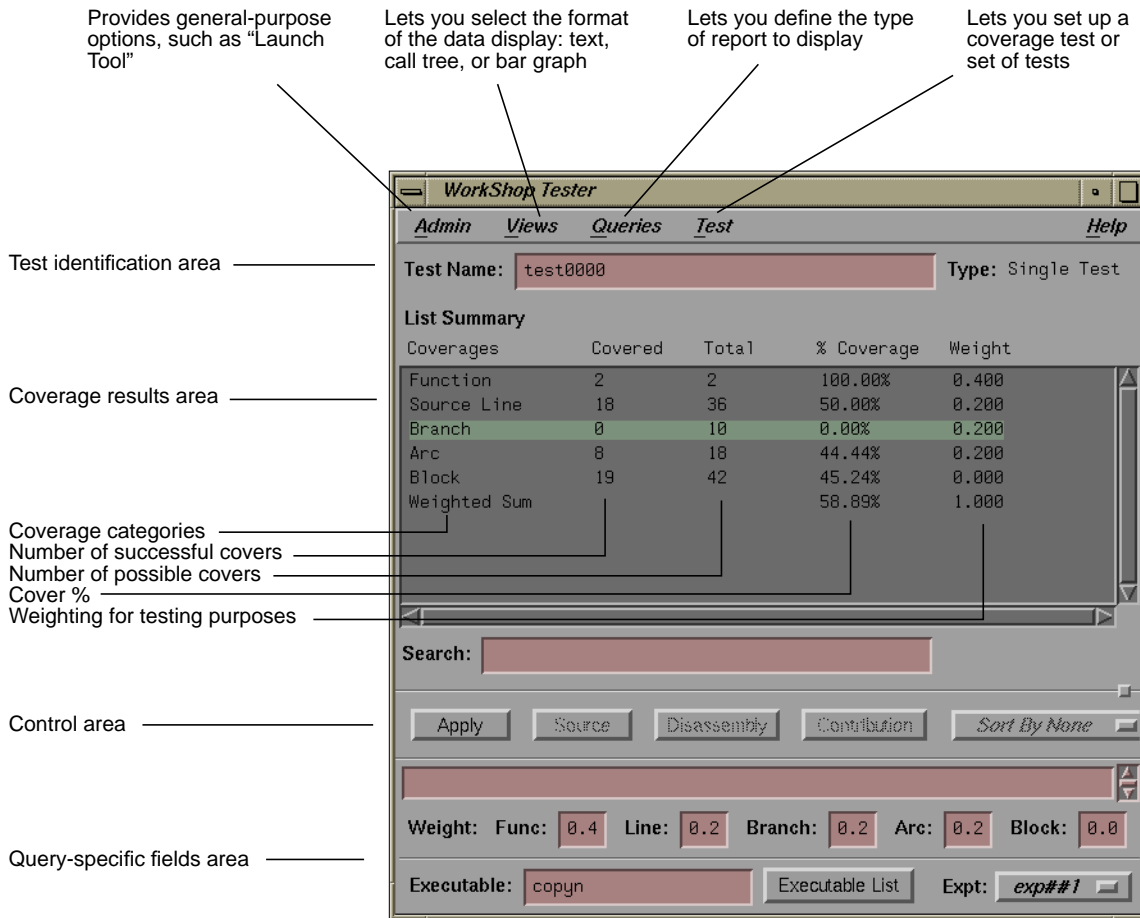 Provides general-purpose
options, such as “Launch
Tool”
Lets you select the format
of the data display: text,
call tree, or bar graph
Lets you define the type
of report to display
Lets you set up a
coverage test or
set of tests
WorkShop Tester
Admin Views Queries Test Help
Test identification area
Test Name: test0000 Type: Single Test
List Summary
Coverages Covered Total % Coverage Weight
Coverage results area
Function 2 2 100.00% 0.400
Source Line 18 36 50.00% 0.200
Branch 0 10 0.00% 0.200
Arc 8 18 44.44% 0.200
Block 19 42 45.24% 0.000
Weighted Sum 58.89% 1.000
Coverage categories
Number of successful covers
Number of possible covers
Cover %
Weighting for testing purposes
Search:
Control area
Apply Source Disassembly Contribution Sort By None
Weight: Func: 0.4 Line: 0.2 Branch: 0.2 Arc: 0.2 Block: 0.0
Query-specific fields area
Executable: copyn Executable List Expt: exp##1